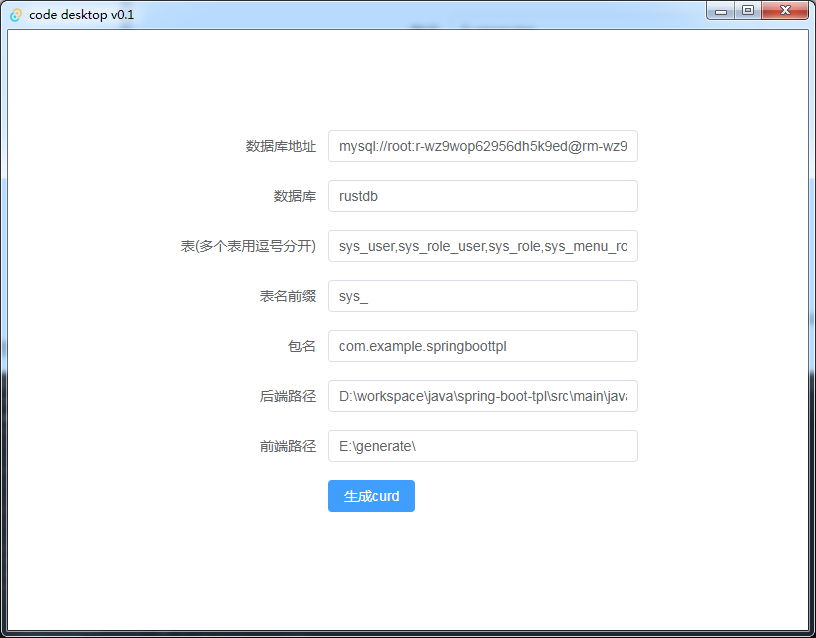 code desktop v0.1
数据库地址 mysql://root:r-wz9wop62956dh5k9ed@rm-wz9
数据库 rustdb
表(多个表用逗号分开) sys_user,sys_role_user,sys_role,sys_menu_ro
表名前缀 sys_
包名 com.example.springboottpl
后端路径 D:\workspace\java\spring-boot-tpl\src\main\java
前端路径 E:\generate\
生成curd